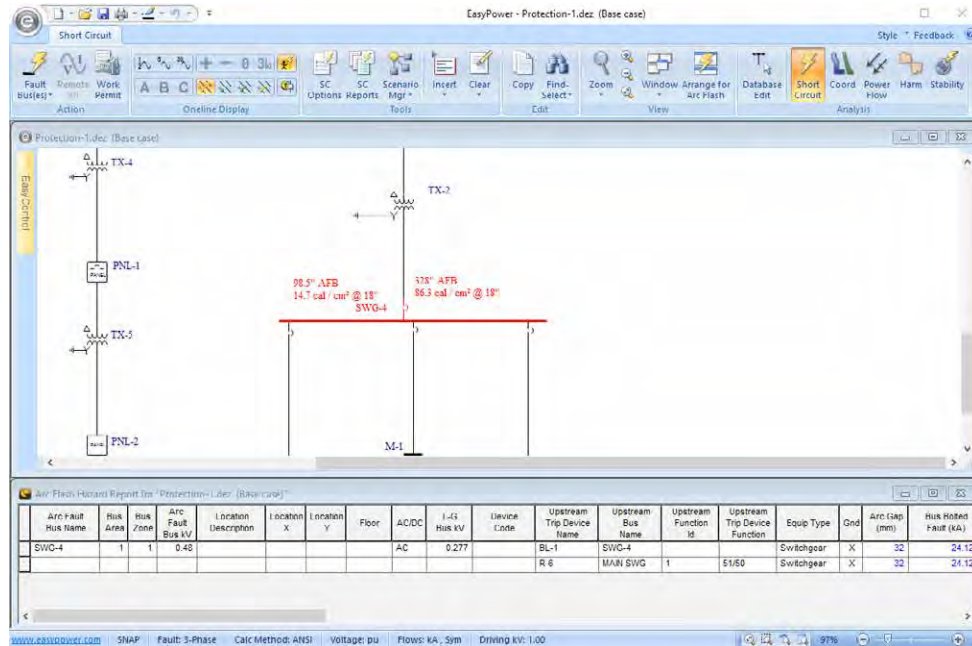 EasyPower - Protection-1.dez (Base case)
Short Circuit
Style Feedback
Fault Bus(es)
Work Permit
Action
A B C
Oneline Display
SC Options
SC Reports
Scenario Mgr
Tools
Insert
Clear
Copy
Find-Select
Edit
Zoom
Window
Arrange for Arc Flash
View
Database Edit
Short Circuit
Coord
Power Flow
Harm
Stability
Analysis
Protection-1.dez (Base case)
EasyControl
TX-4
TX-2
PNL-1
98.5" AFB
14.7 cal / cm² @ 18"
SWG-4
328" AFB
86.3 cal / cm² @ 18"
TX-5
PNL-2
M-1
Arc Flash Hazard Report for "Protection-1.dez (Base case)"
Arc Fault Bus Name | Bus Area | Bus Zone | Arc Fault Bus kV | Location Description | Location X | Location Y | Floor | AC/DC | L-G Bus kV | Device Code | Upstream Trip Device Name | Upstream Bus Name | Upstream Function Id | Upstream Trip Device Function | Equip Type | Gnd | Arc Gap (mm) | Bus Bolted Fault (kA)
SWG-4 1 1 0.48 AC 0.277 BL-1 SWG-4 Switchgear X 32 24.12
R 6 MAIN SWG 1 51/50 Switchgear X 32 24.12
www.easypower.com SNAP Fault: 3-Phase Calc Method: ANSI Voltage: pu Flows: kA , Sym Driving kV: 1.00 97%